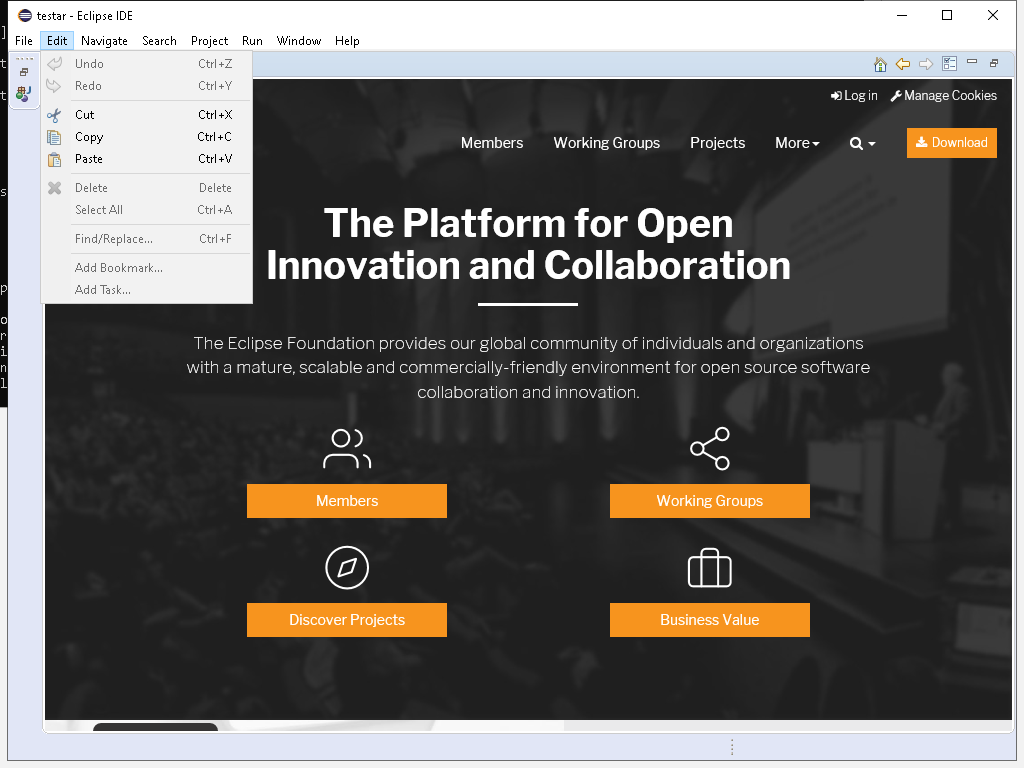 testar - Eclipse IDE
File Edit Navigate Search Project Run Window Help
Undo Ctrl+Z
Redo Ctrl+Y
Cut Ctrl+X
Copy Ctrl+C
Paste Ctrl+V
Delete Delete
Select All Ctrl+A
Find/Replace... Ctrl+F
Add Bookmark...
Add Task...
Log in Manage Cookies
Members Working Groups Projects More Download
The Platform for Open
Innovation and Collaboration
The Eclipse Foundation provides our global community of individuals and organizations
with a mature, scalable and commercially-friendly environment for open source software
collaboration and innovation.
Members Working Groups
Discover Projects Business Value